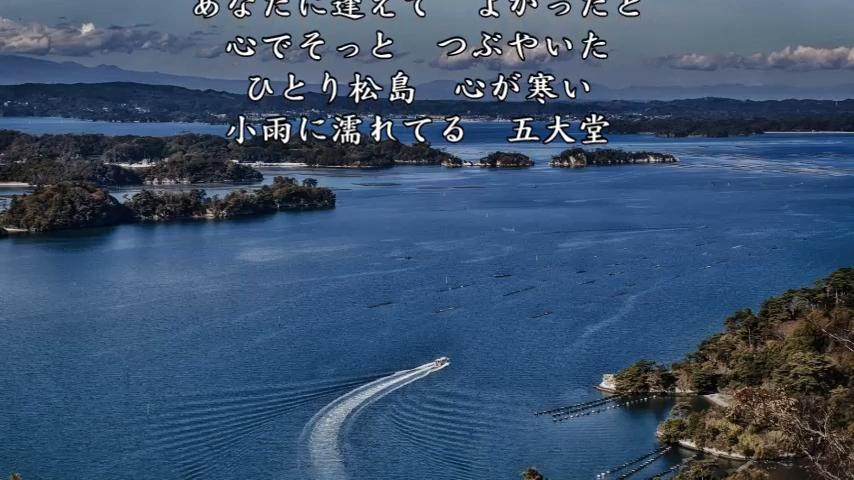 あなたに逢えて　よかったと
心でそっと　つぶやいた
ひとり松島　心が寒い
小雨に濡れてる　五大堂